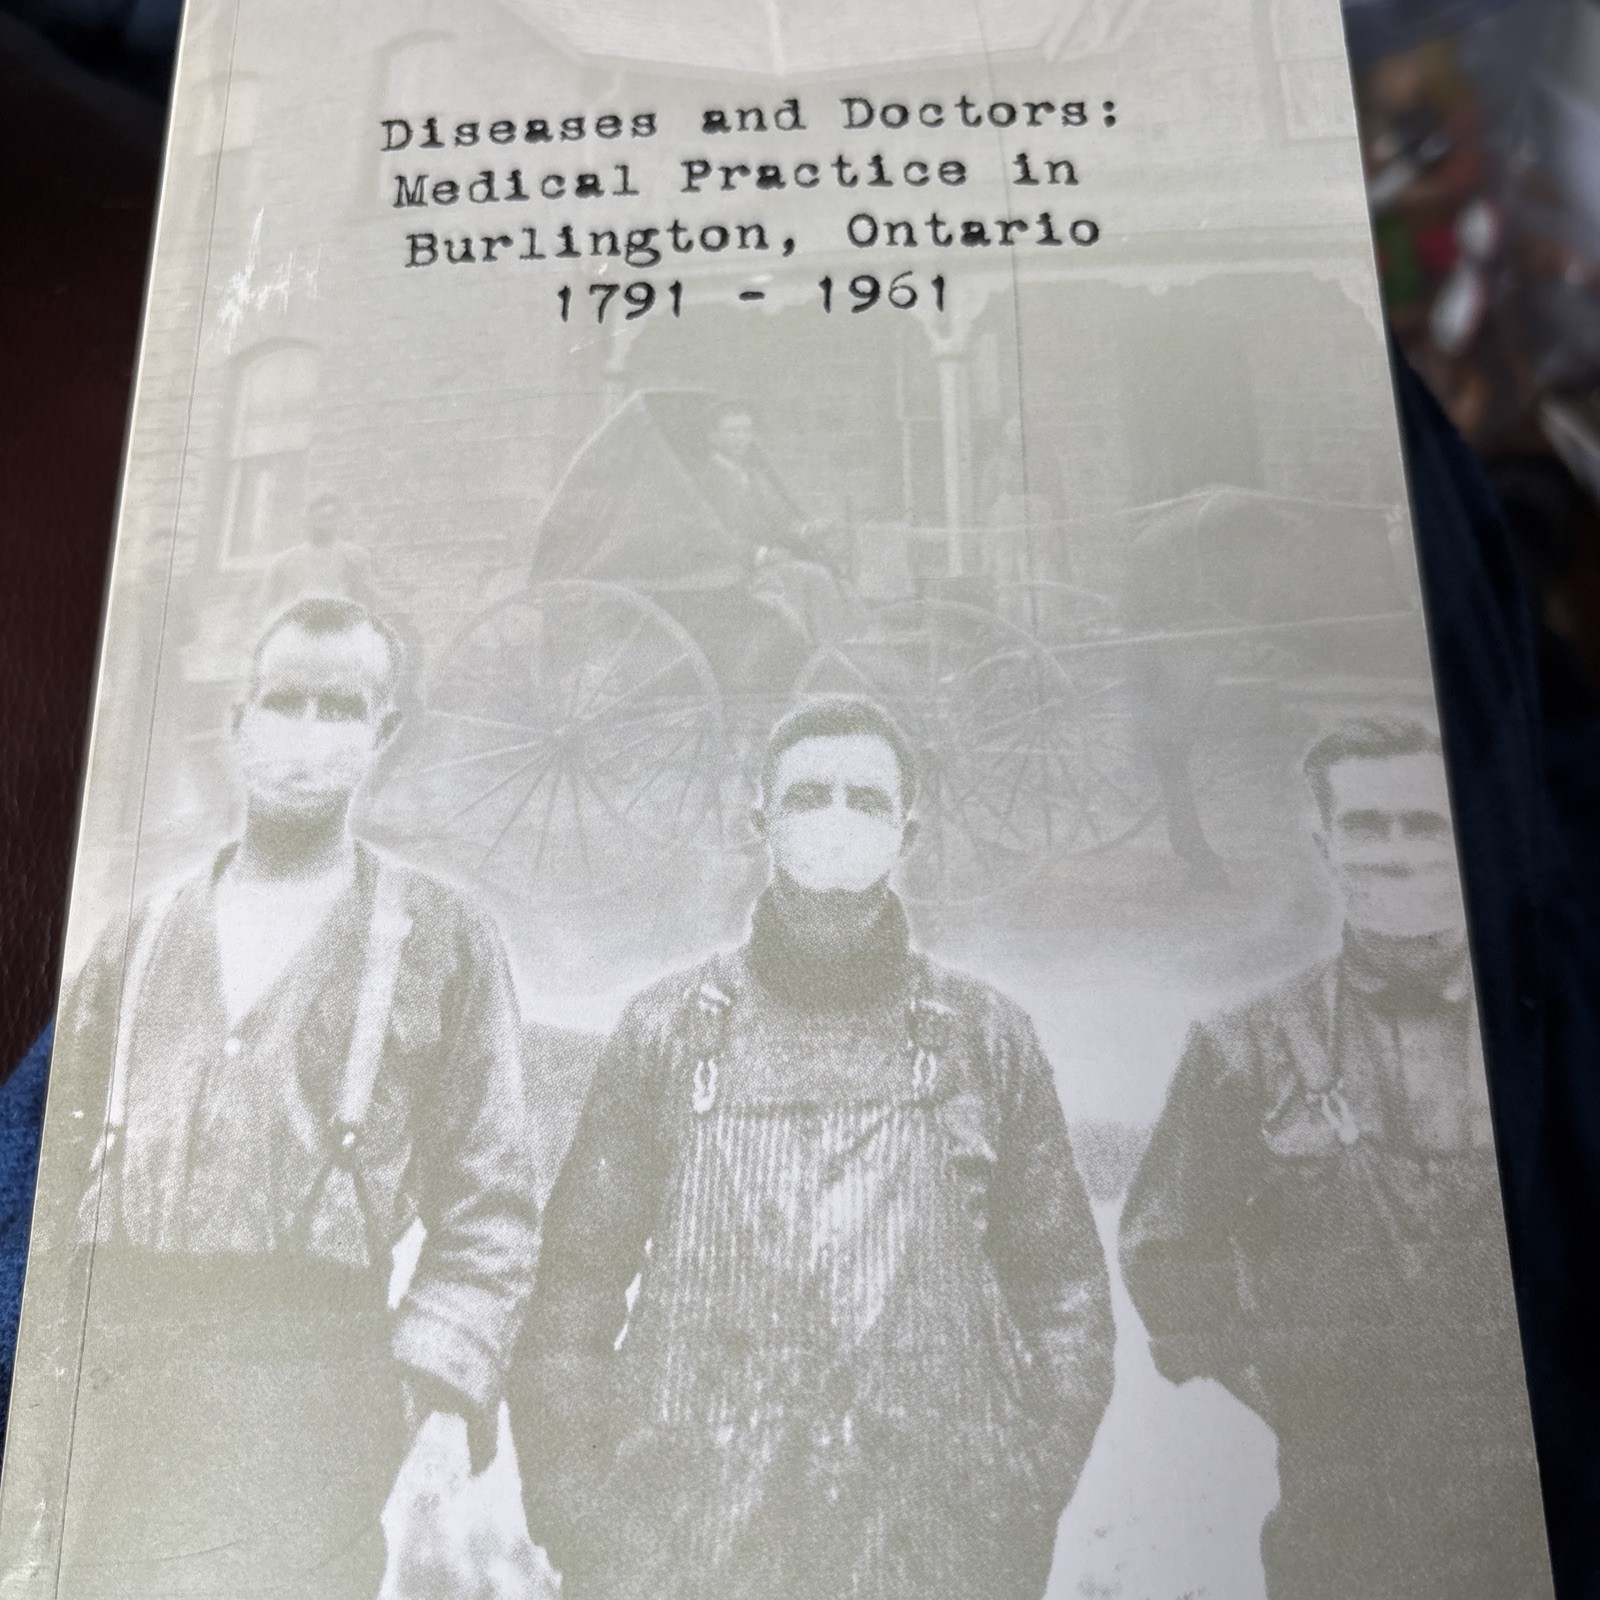 Diseases and Doctors:
Medical Practice in
Burlington, Ontario
1791 - 1961